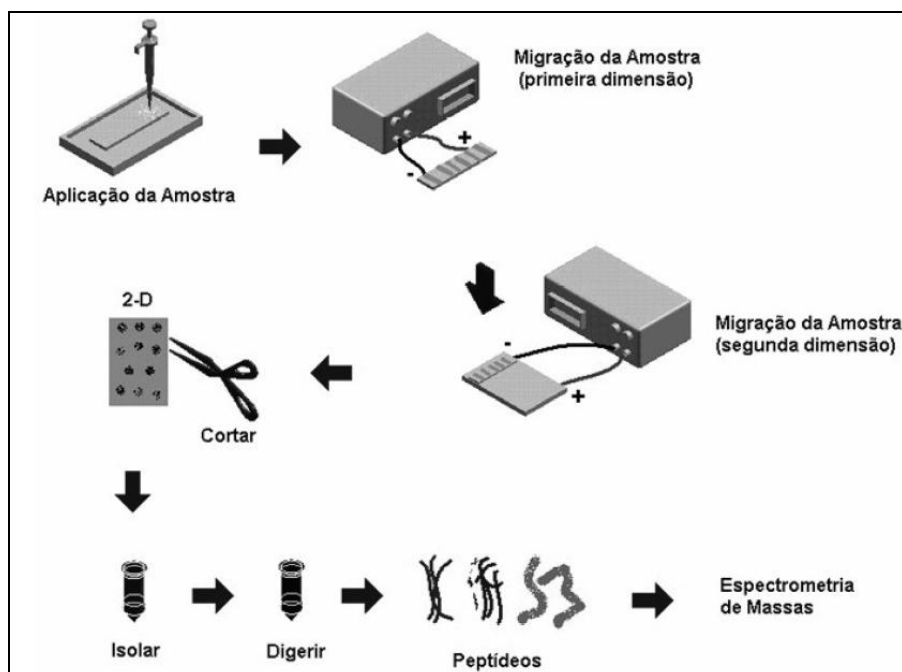 Aplicação da Amostra
Migração da Amostra
(primeira dimensão)
+
-
Migração da Amostra
(segunda dimensão)
-
+
2-D
Cortar
Isolar
Digerir
Peptídeos
Espectrometria
de Massas